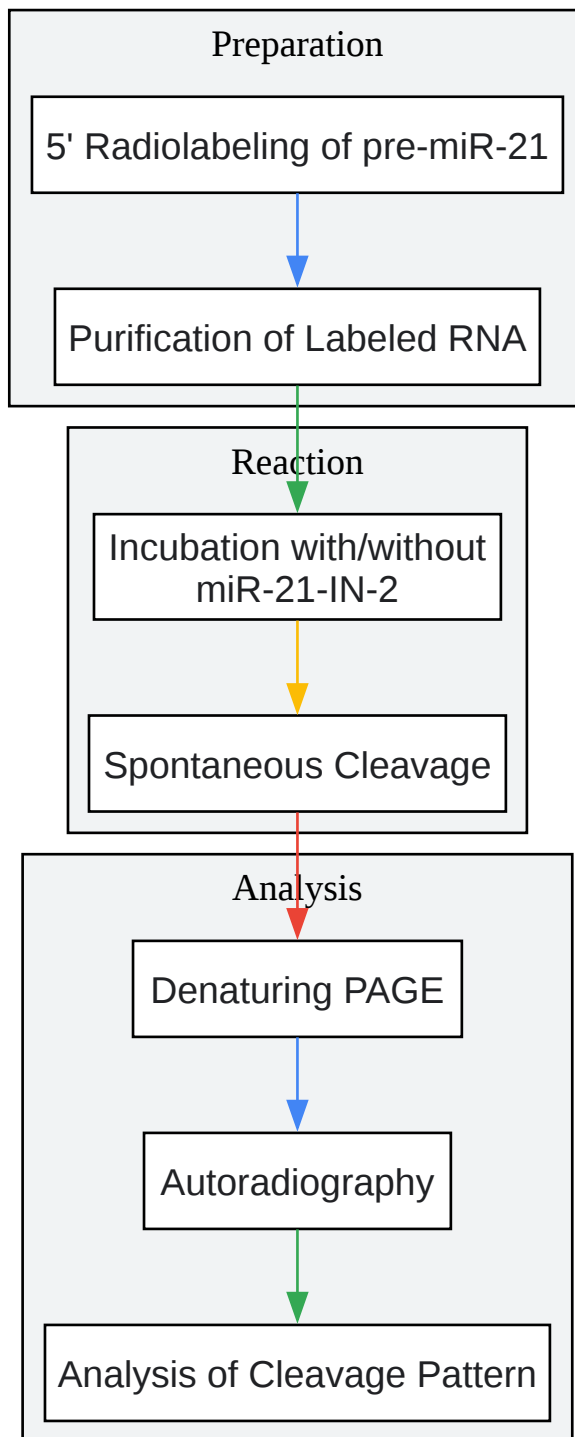 Preparation
5' Radiolabeling of pre-miR-21
Purification of Labeled RNA
Reaction
Incubation with/without
miR-21-IN-2
Spontaneous Cleavage
Analysis
Denaturing PAGE
Autoradiography
Analysis of Cleavage Pattern